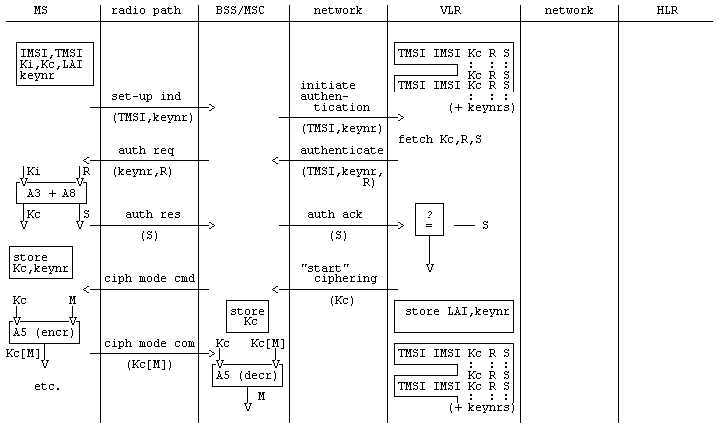 MS radio path BSS/MSC network VLR network HLR
IMSI,TMSI
Ki,Kc,LAI
keynr
TMSI IMSI Kc R S
: : :
Kc R S
TMSI IMSI Kc R S
: : :
(+ keynrs)
set-up ind
(TMSI,keynr)
initiate
authen-
tication
(TMSI,keynr)
fetch Kc,R,S
auth req
(keynr,R)
authenticate
(TMSI,keynr,
R)
Ki R
A3 + A8
Kc S
auth res
(S)
auth ack
(S)
?
=
S
store
Kc,keynr
ciph mode cmd
"start"
ciphering
(Kc)
store
Kc
store LAI,keynr
Kc M
A5 (encr)
Kc[M]
ciph mode com
(Kc[M])
Kc Kc[M]
A5 (decr)
M
TMSI IMSI Kc R S
: : :
Kc R S
TMSI IMSI Kc R S
: : :
(+ keynrs)
etc.